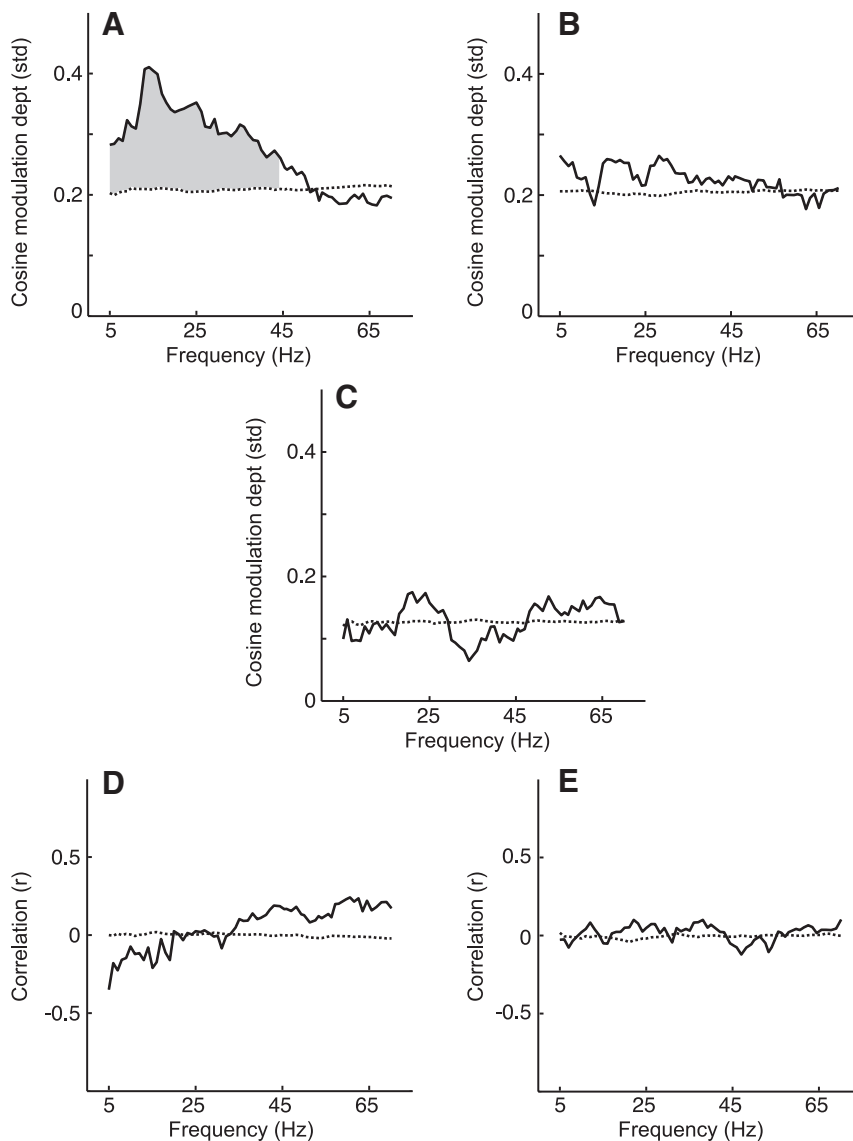 A
Cosine modulation dept (std)
0.4
0.2
0
5 25 45 65
Frequency (Hz)
B
Cosine modulation dept (std)
0.4
0.2
0
5 25 45 65
Frequency (Hz)
C
Cosine modulation dept (std)
0.4
0.2
0
5 25 45 65
Frequency (Hz)
D
Correlation (r)
0.5
0
-0.5
5 25 45 65
Frequency (Hz)
E
Correlation (r)
0.5
0
-0.5
5 25 45 65
Frequency (Hz)